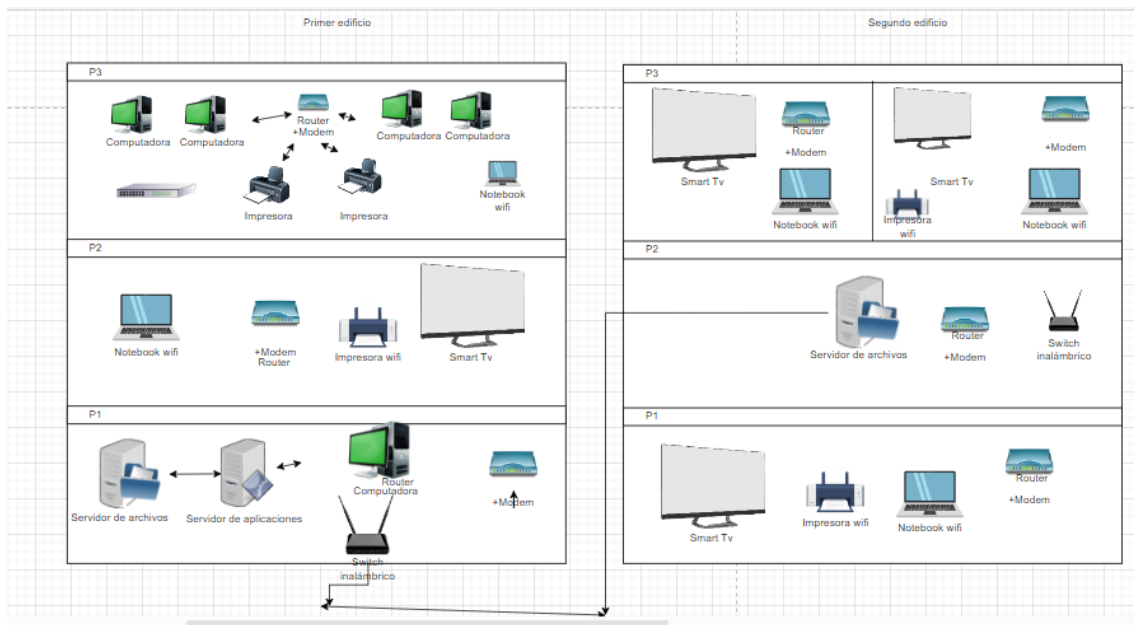 Primer edificio
Segundo edificio
P3
Computadora
Computadora
Router
+Modem
Computadora
Computadora
Impresora
Impresora
Notebook
wifi
P2
Notebook wifi
+Modem
Router
Impresora wifi
Smart Tv
P1
Servidor de archivos
Servidor de aplicaciones
Router
Computadora
+Modem
Switch
inalámbrico
P3
Smart Tv
Router
+Modem
Notebook wifi
Smart Tv
+Modem
Impresora
wifi
Notebook wifi
P2
Servidor de archivos
Router
+Modem
Switch
inalámbrico
P1
Smart Tv
Impresora wifi
Notebook wifi
Router
+Modem